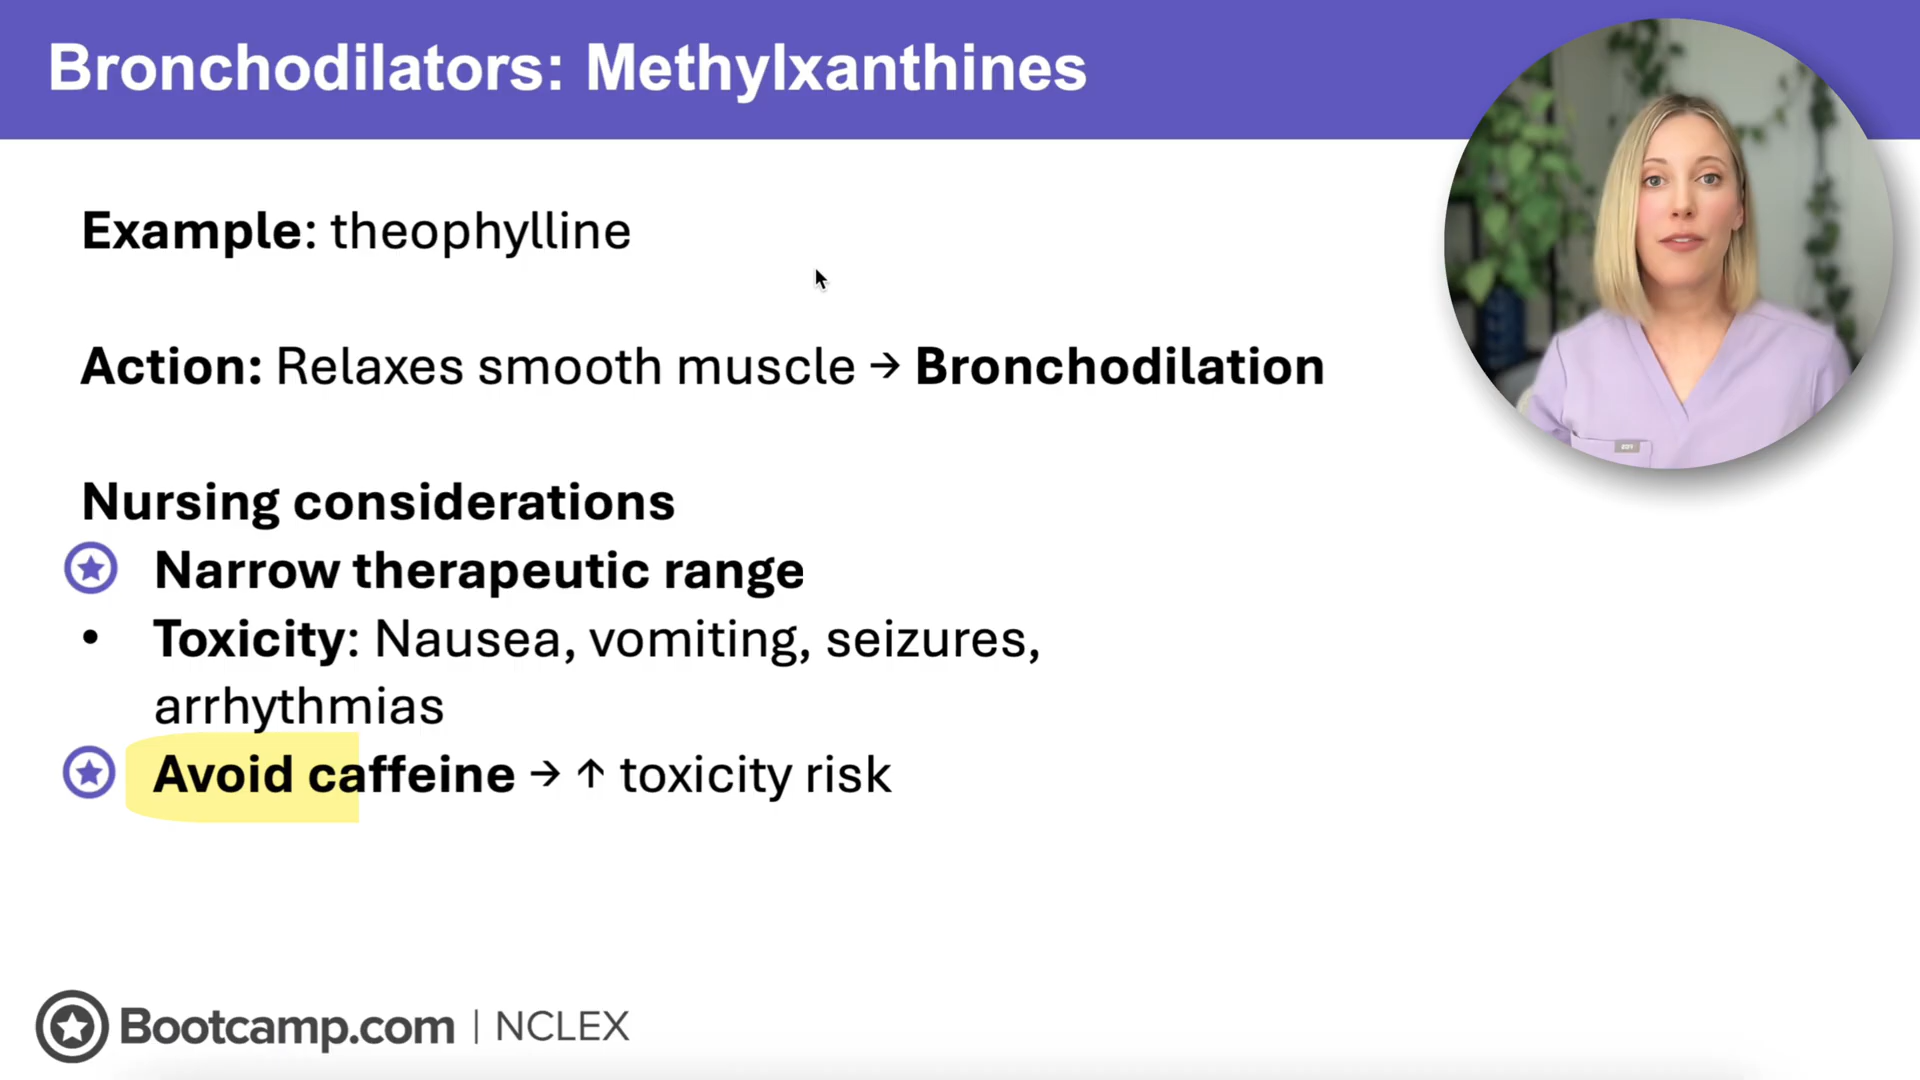 Bronchodilators: Methylxanthines
Example: theophylline
Action: Relaxes smooth muscle → Bronchodilation
Nursing considerations
Narrow therapeutic range
• Toxicity: Nausea, vomiting, seizures,
arrhythmias
Avoid caffeine → ↑ toxicity risk
Bootcamp.com | NCLEX